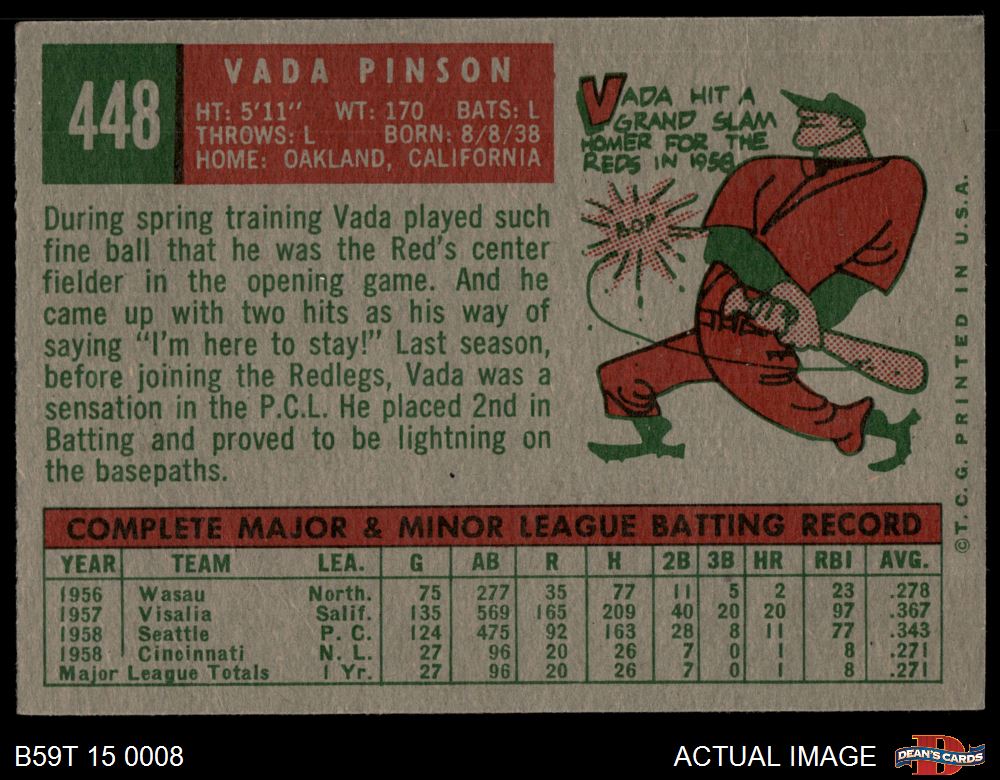 448
VADA PINSON
HT: 5'11" WT: 170 BATS: L
THROWS: L BORN: 8/8/38
HOME: OAKLAND, CALIFORNIA
During spring training Vada played such
fine ball that he was the Red's center
fielder in the opening game. And he
came up with two hits as his way of
saying "I'm here to stay!" Last season,
before joining the Redlegs, Vada was a
sensation in the P.C.L. He placed 2nd in
Batting and proved to be lightning on
the basepaths.
VADA HIT A
GRAND SLAM
HOMER FOR THE
REDS IN 1958
BOP
©T.C.G. PRINTED IN U.S.A.
COMPLETE MAJOR & MINOR LEAGUE BATTING RECORD
YEAR TEAM LEA. G AB R H 2B 3B HR RBI AVG.
1956 Wasau North. 75 277 35 77 11 5 2 23 .278
1957 Visalia Salif. 135 569 165 209 40 20 20 97 .367
1958 Seattle P. C. 124 475 92 163 28 8 11 77 .343
1958 Cincinnati N. L. 27 96 20 26 7 0 1 8 .271
Major League Totals 1 Yr. 27 96 20 26 7 0 1 8 .271
B59T 15 0008
ACTUAL IMAGE
D
DEAN'S CARDS